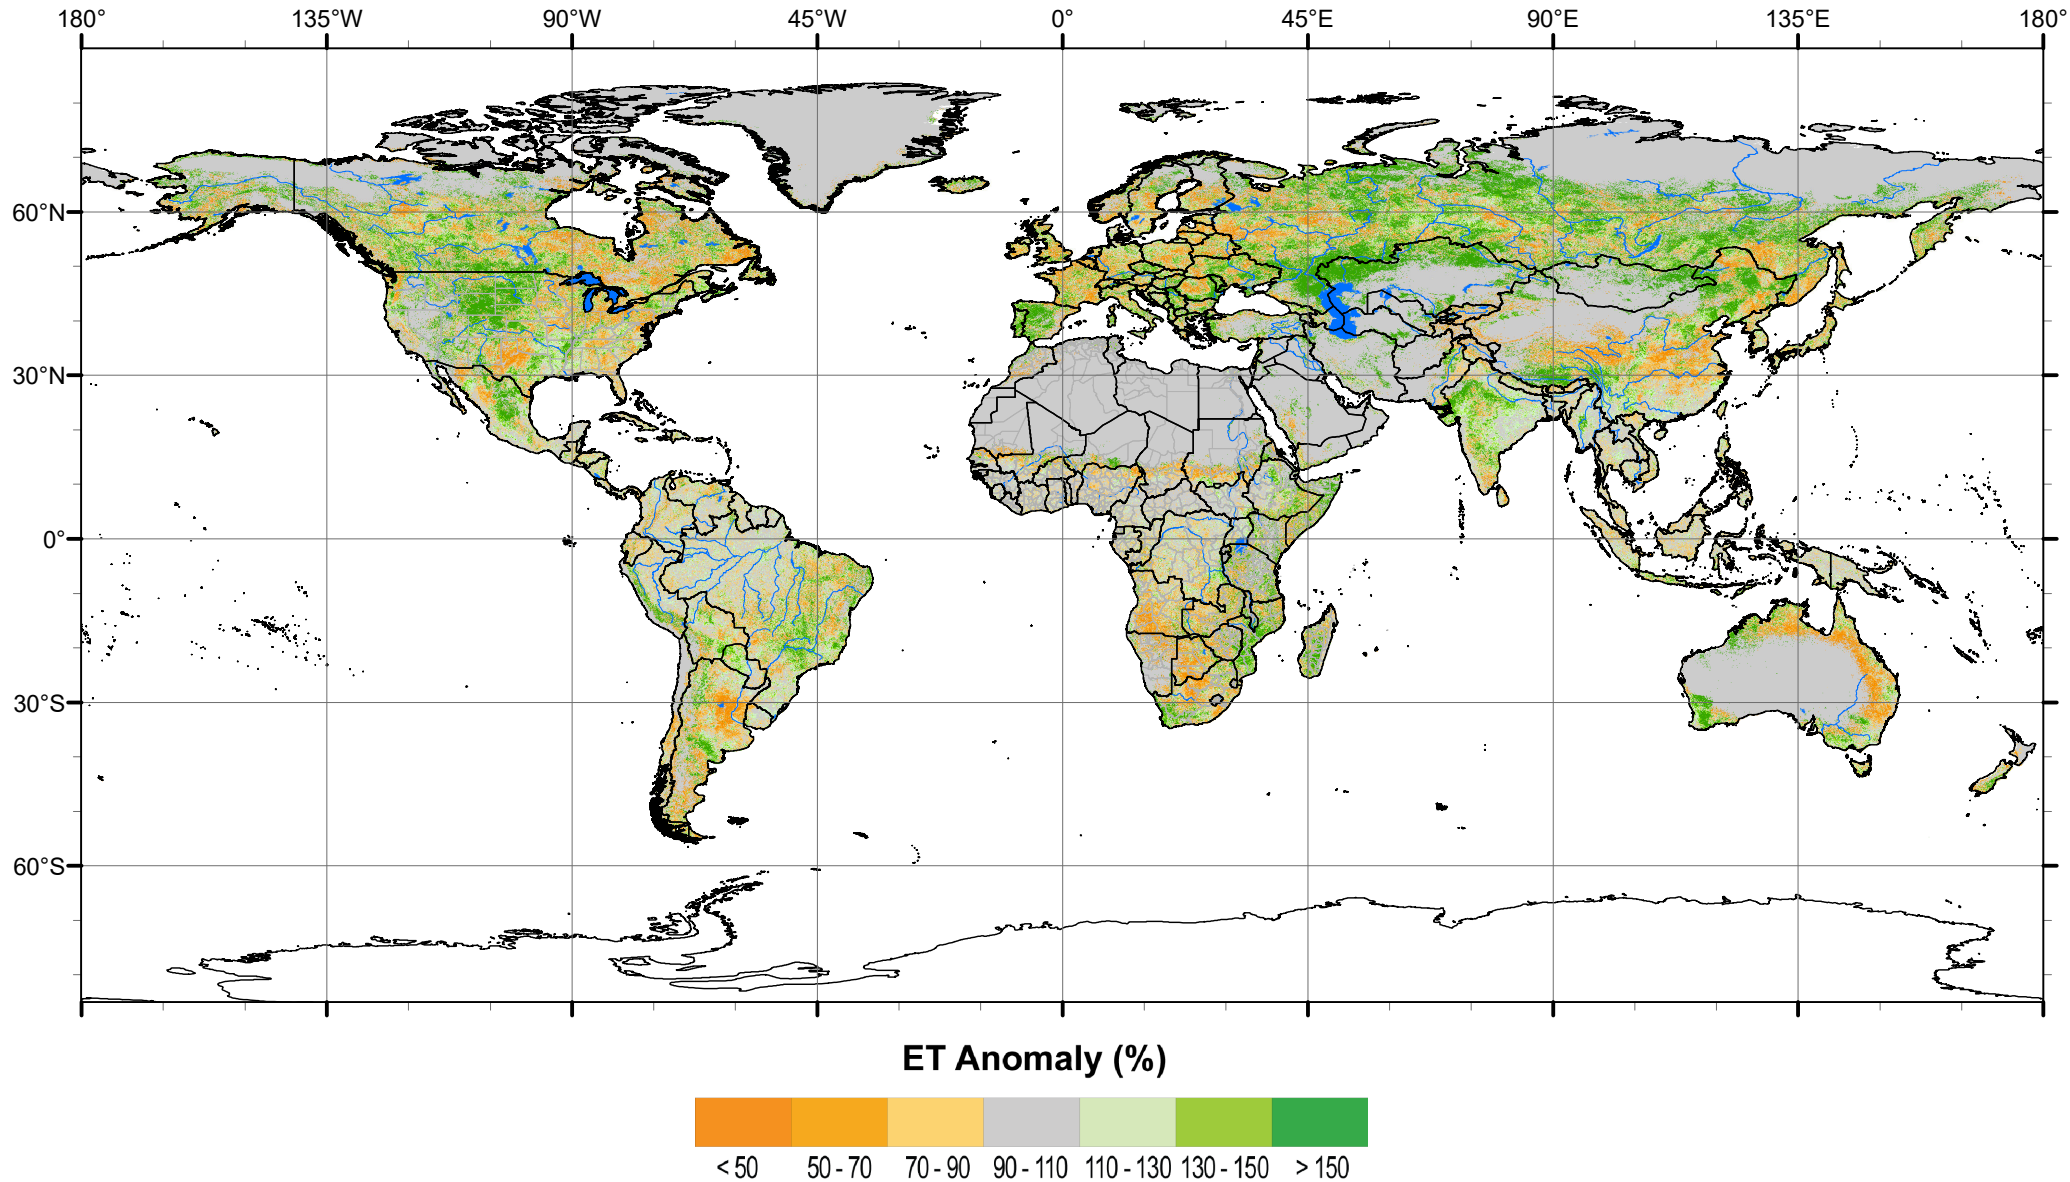 180° 135°W 90°W 45°W 0° 45°E 90°E 135°E 180°
60°N
30°N
0°
30°S
60°S
ET Anomaly (%)
< 50 50 - 70 70 - 90 90 - 110 110 - 130 130 - 150 > 150